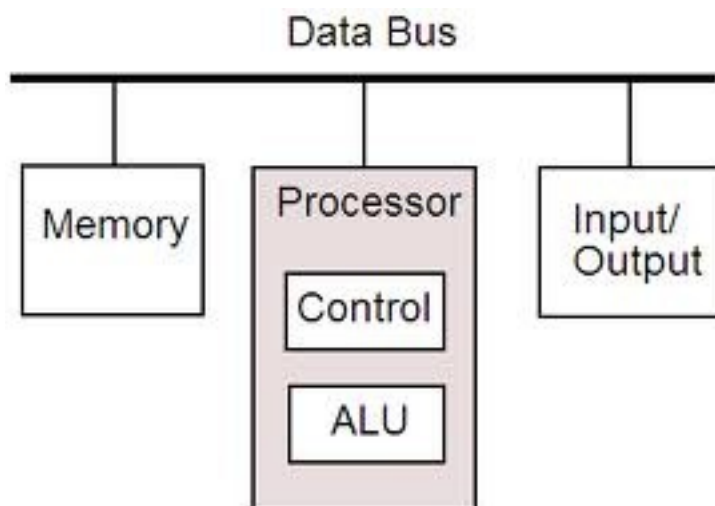 Data Bus
Memory
Processor
Control
ALU
Input/
Output